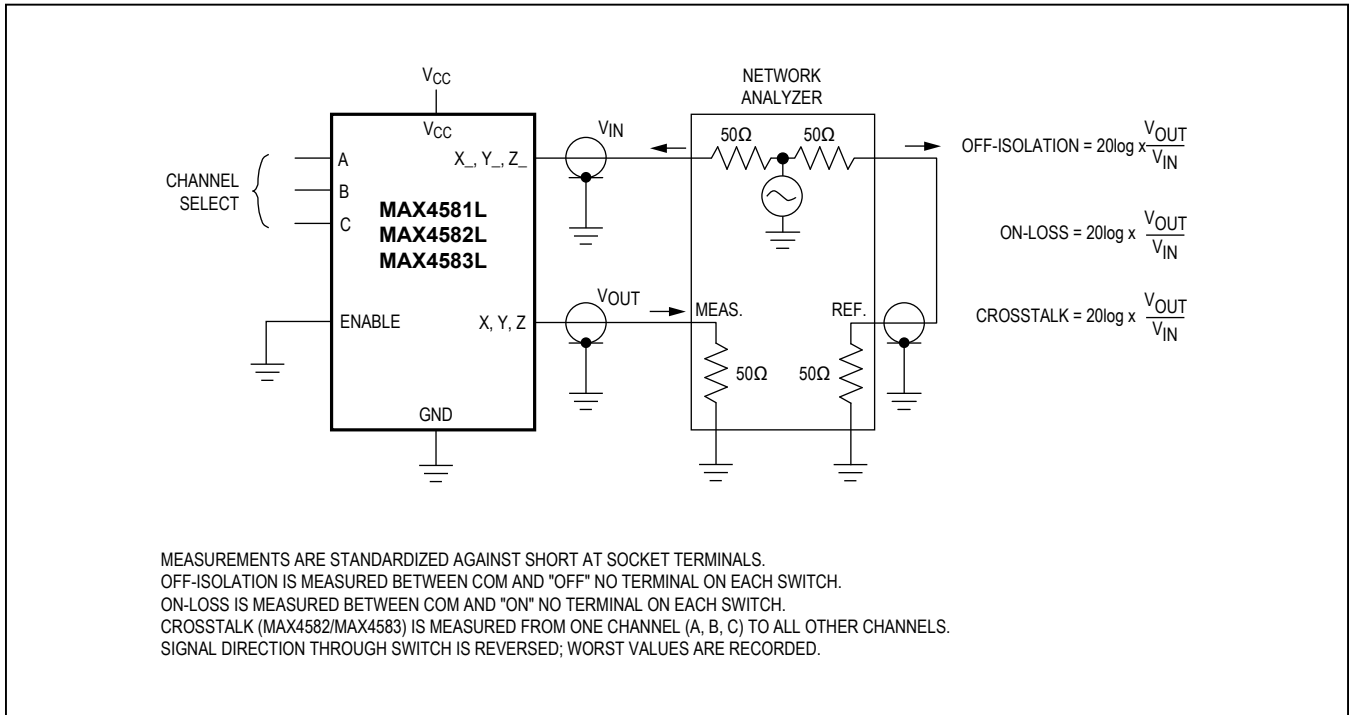 VCC
VCC
A
B
C
CHANNEL
SELECT
X_, Y_, Z_
MAX4581L
MAX4582L
MAX4583L
ENABLE
X, Y, Z
GND
VIN
VOUT
NETWORK
ANALYZER
50Ω
50Ω
MEAS.
REF.
50Ω
50Ω
OFF-ISOLATION = 20log x VOUT
VIN
ON-LOSS = 20log x VOUT
VIN
CROSSTALK = 20log x VOUT
VIN
MEASUREMENTS ARE STANDARDIZED AGAINST SHORT AT SOCKET TERMINALS.
OFF-ISOLATION IS MEASURED BETWEEN COM AND "OFF" NO TERMINAL ON EACH SWITCH.
ON-LOSS IS MEASURED BETWEEN COM AND "ON" NO TERMINAL ON EACH SWITCH.
CROSSTALK (MAX4582/MAX4583) IS MEASURED FROM ONE CHANNEL (A, B, C) TO ALL OTHER CHANNELS.
SIGNAL DIRECTION THROUGH SWITCH IS REVERSED; WORST VALUES ARE RECORDED.